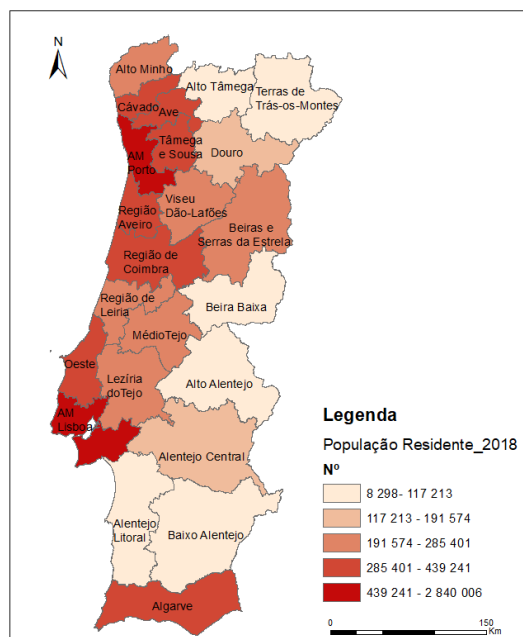 N
Alto Minho
Alto Tâmega
Terras de
Trás-os-Montes
Cávado
Ave
Tâmega
e Sousa
Douro
AM
Porto
Viseu
Dão-Lafões
Região
Aveiro
Beiras e
Serras da Estrela
Região de
Coimbra
Região de
Leiria
Beira Baixa
MédioTejo
Oeste
Lezíria
doTejo
Alto Alentejo
AM
Lisboa
Alentejo Central
Alentejo
Litoral
Baixo Alentejo
Algarve
Legenda
População Residente_2018
Nº
8 298- 117 213
117 213 - 191 574
191 574 - 285 401
285 401 - 439 241
439 241 - 2 840 006
0 150
Km